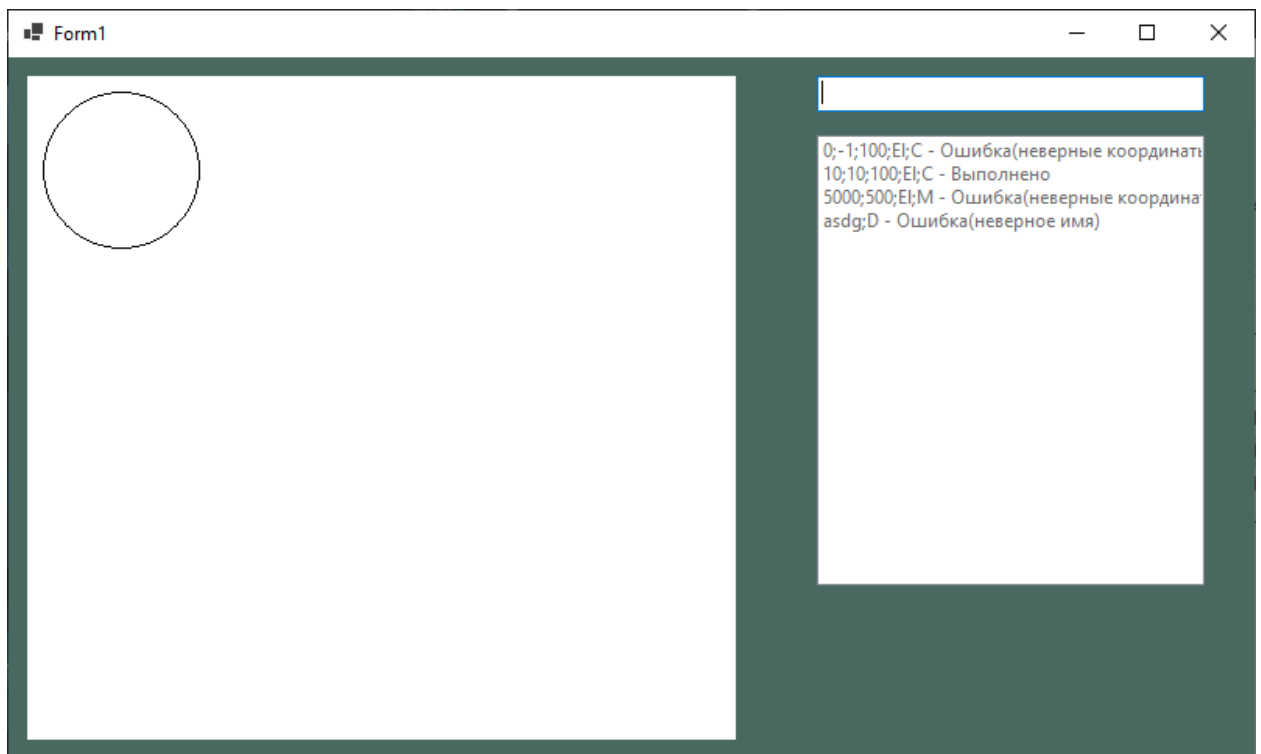 Form1
0;-1;100;El;C - Ошибка(неверные координать
10;10;100;El;C - Выполнено
5000;500;El;M - Ошибка(неверные координа
asdg;D - Ошибка(неверное имя)